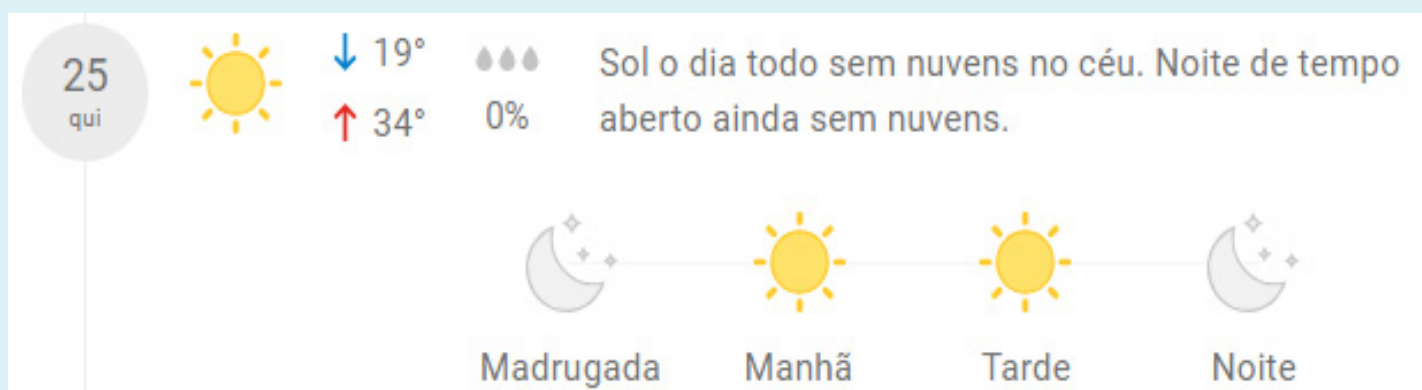 25
qui
19°
34°
0%
Sol o dia todo sem nuvens no céu. Noite de tempo
aberto ainda sem nuvens.
Madrugada Manhã Tarde Noite